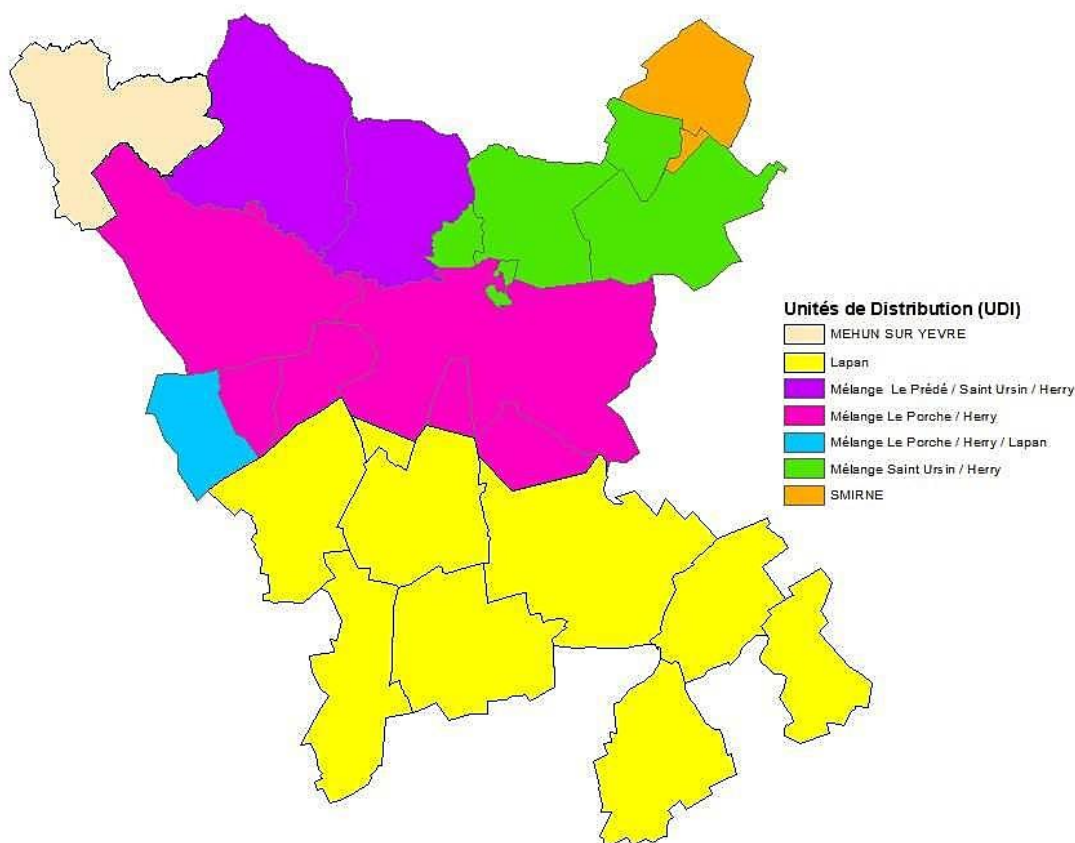 Unités de Distribution (UDI)
MEHUN SUR YEVRE
Lapan
Mélange Le Prédé / Saint Ursin / Herry
Mélange Le Porche / Herry
Mélange Le Porche / Herry / Lapan
Mélange Saint Ursin / Herry
SMIRNE